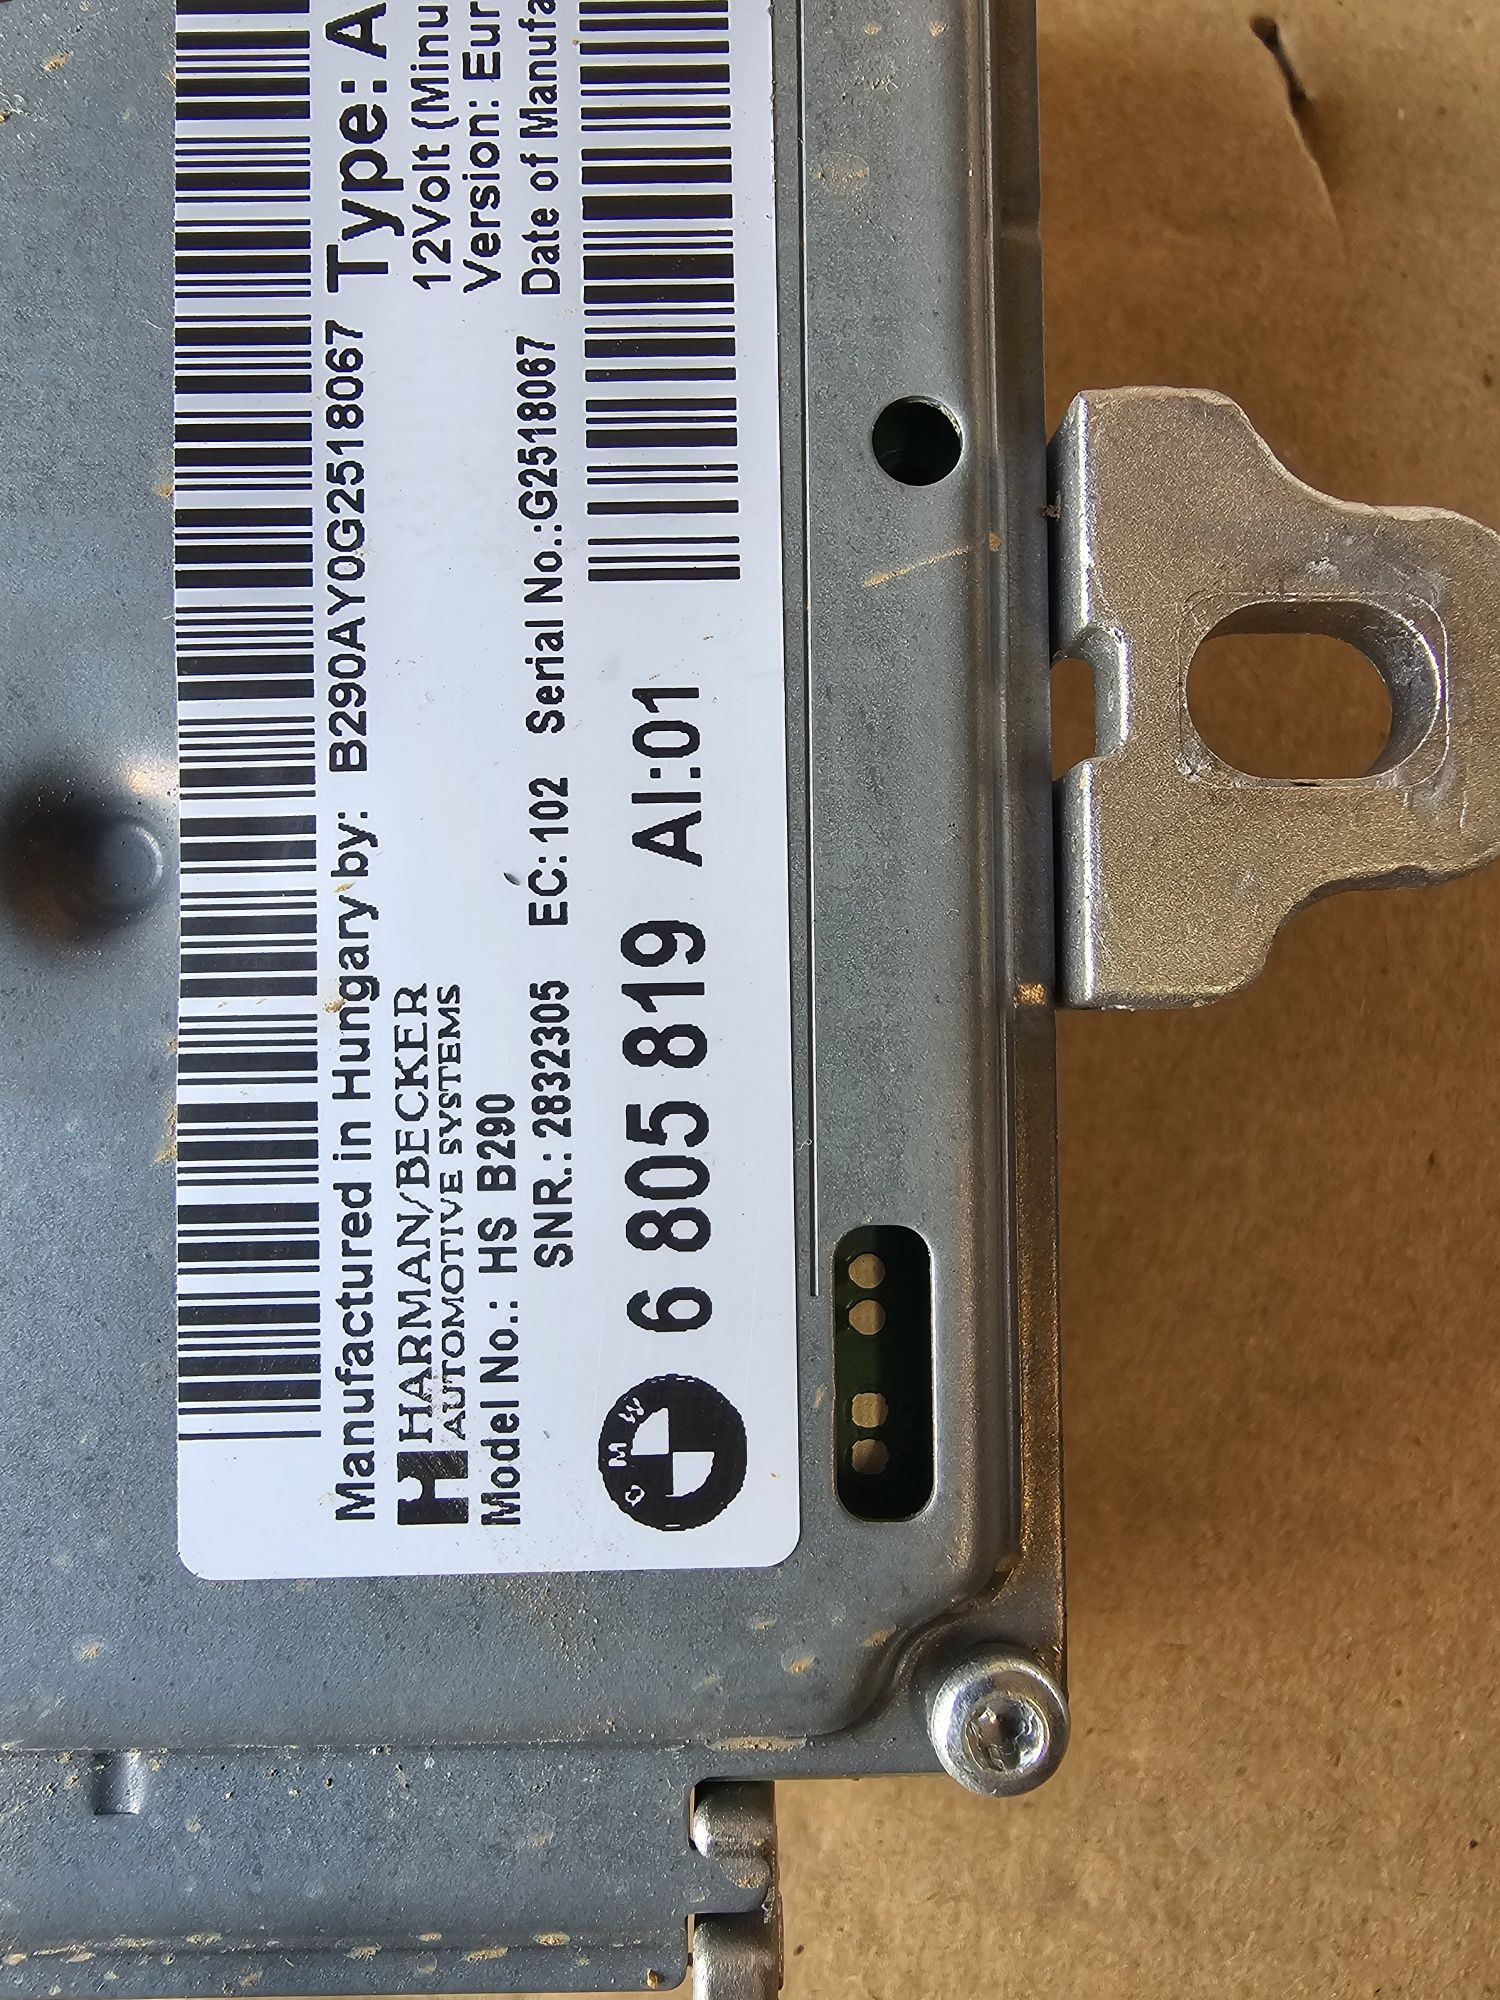 Manufactured in Hungary by: B290AY0G2518067 Type: A
HARMAN/BECKER
AUTOMOTIVE SYSTEMS
12Volt (Minu
Model No.: HS B290
Version: Eur
SNR.: 2832305 EC: 102 Serial No.:G2518067 Date of Manufa
BMW
6 805 819 AI:01